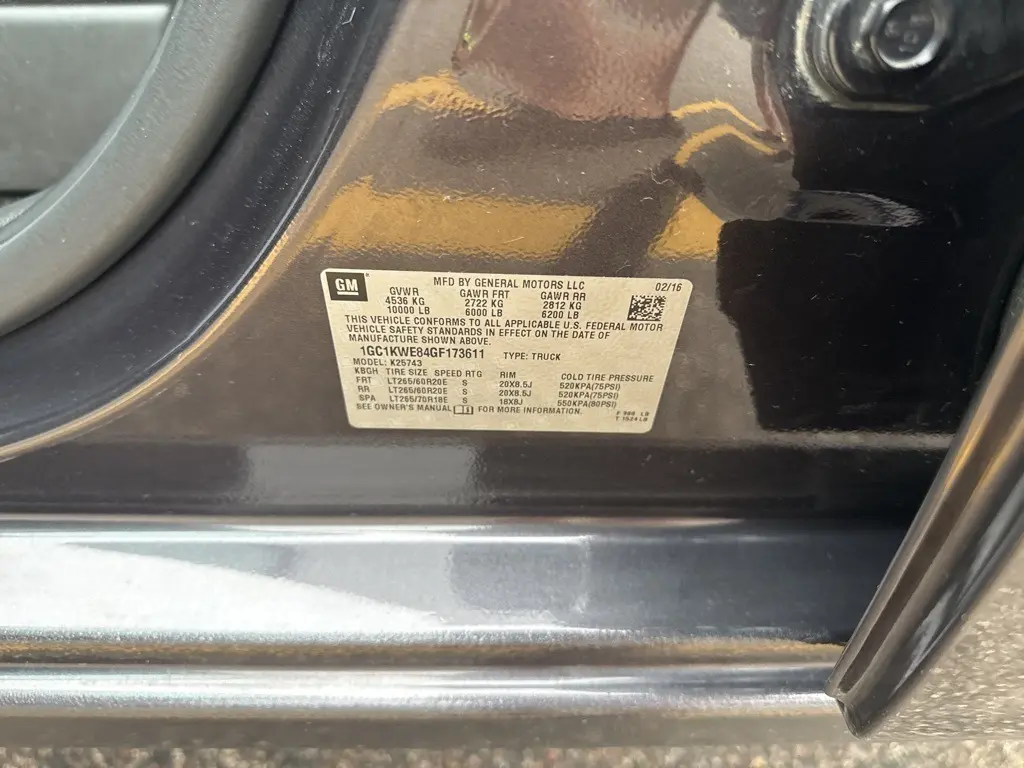 GM ® MFD BY GENERAL MOTORS LLC 02/16
GVWR GAWR FRT GAWR RR
4536 KG 2722 KG 2812 KG
10000 LB 6000 LB 6200 LB
THIS VEHICLE CONFORMS TO ALL APPLICABLE U.S. FEDERAL MOTOR
VEHICLE SAFETY STANDARDS IN EFFECT ON THE DATE OF
MANUFACTURE SHOWN ABOVE.
1GC1KWE84GF173611 TYPE: TRUCK
MODEL: K25743
KBGH TIRE SIZE SPEED RTG RIM COLD TIRE PRESSURE
FRT LT265/60R20E S 20X8.5J 520KPA(75PSI)
RR LT265/60R20E S 20X8.5J 520KPA(75PSI)
SPA LT265/70R18E S 18X8J 550KPA(80PSI)
SEE OWNER'S MANUAL FOR MORE INFORMATION.
LB
T 1524 LB